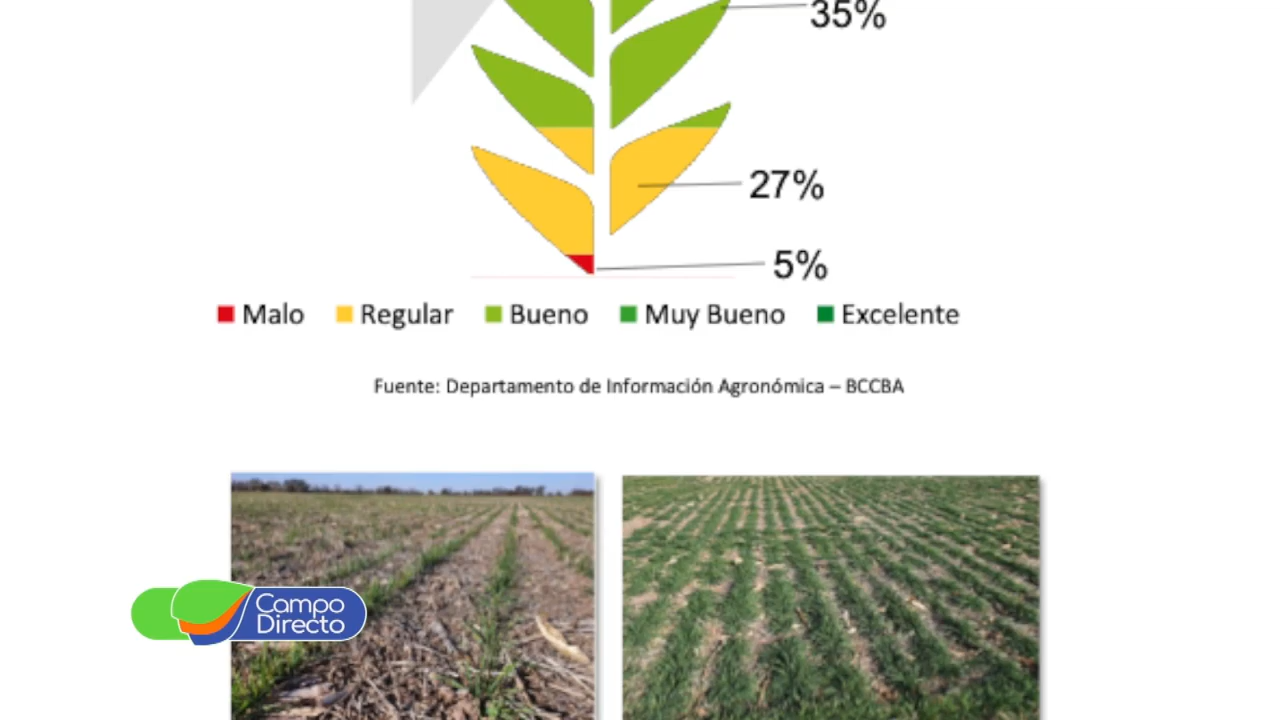 35%
27%
5%
Malo Regular Bueno Muy Bueno Excelente
Fuente: Departamento de Información Agronómica – BCCBA
Campo
Directo